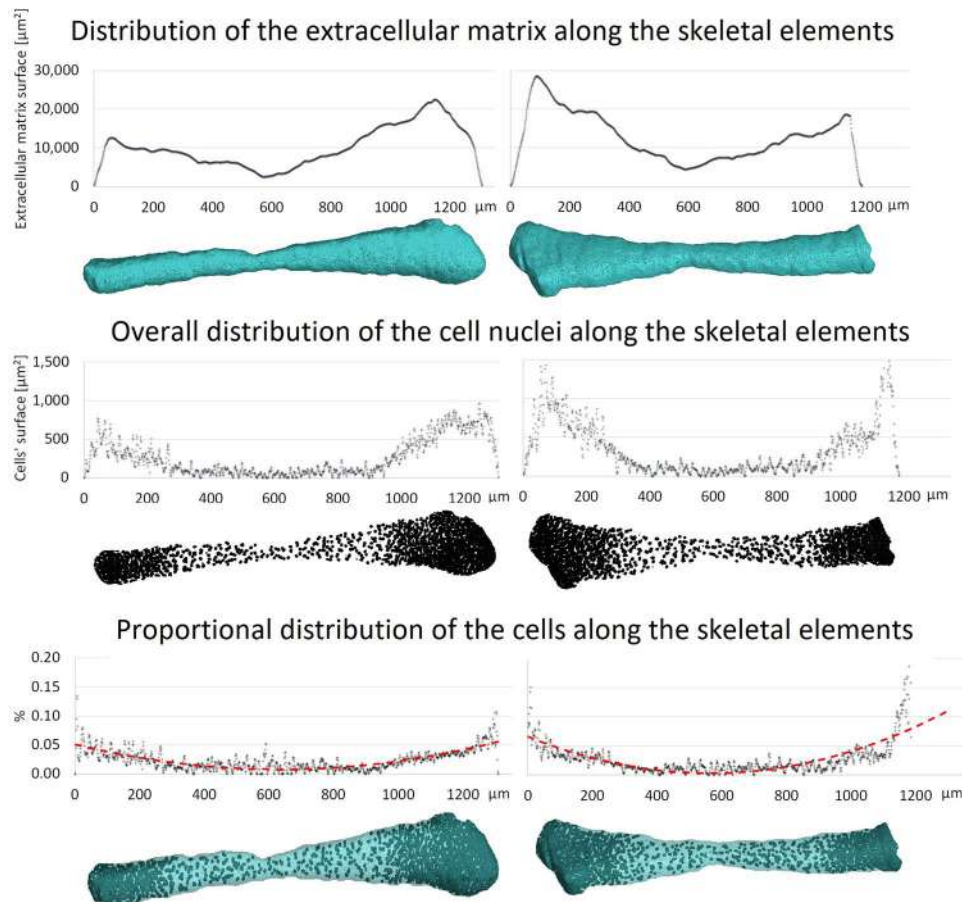 Distribution of the extracellular matrix along the skeletal elements
Extracellular matrix surface [µm²]
30,000
20,000
10,000
0
0 200 400 600 800 1000 1200 µm
0 200 400 600 800 1000 1200 µm
Overall distribution of the cell nuclei along the skeletal elements
Cells' surface [µm²]
1,500
1,000
500
0
0 200 400 600 800 1000 1200 µm
0 200 400 600 800 1000 1200 µm
Proportional distribution of the cells along the skeletal elements
%
0.20
0.15
0.10
0.05
0.00
0 200 400 600 800 1000 1200 µm
0 200 400 600 800 1000 1200 µm